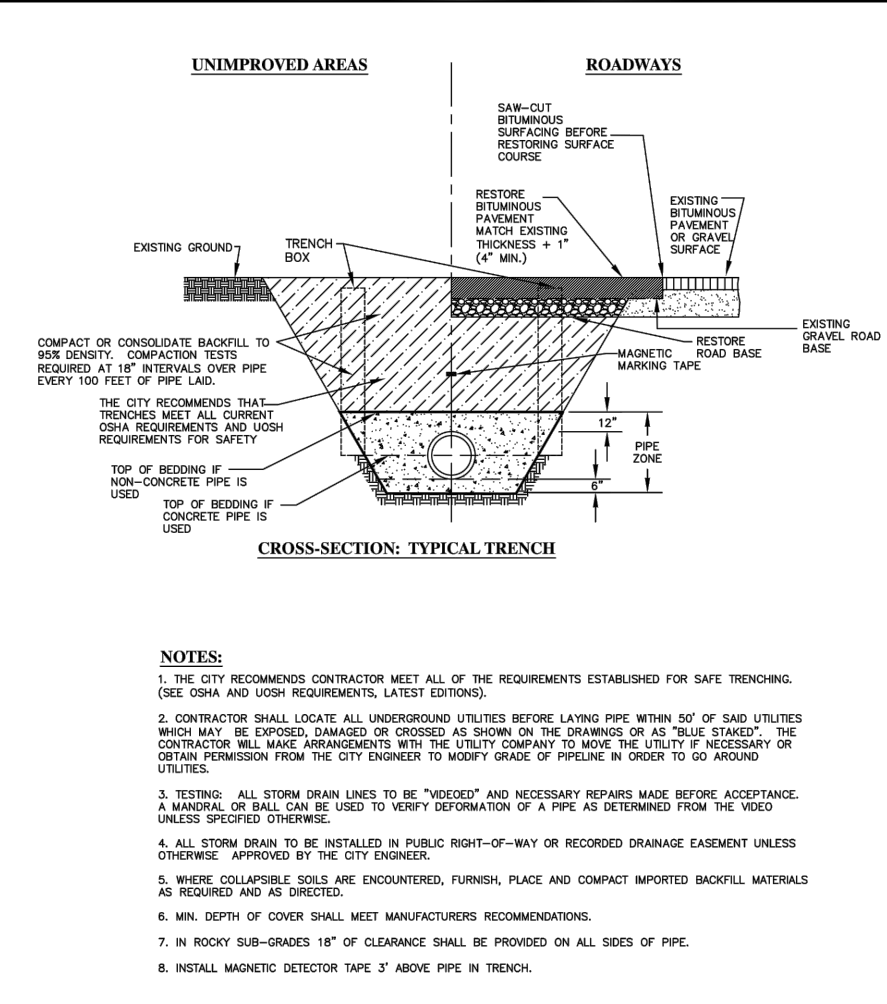 UNIMPROVED AREAS
ROADWAYS
SAW-CUT
BITUMINOUS
SURFACING BEFORE
RESTORING SURFACE
COURSE
RESTORE
BITUMINOUS
PAVEMENT
MATCH EXISTING
THICKNESS + 1"
(4" MIN.)
EXISTING
BITUMINOUS
PAVEMENT
OR GRAVEL
SURFACE
EXISTING GROUND
TRENCH
BOX
COMPACT OR CONSOLIDATE BACKFILL TO
95% DENSITY. COMPACTION TESTS
REQUIRED AT 18" INTERVALS OVER PIPE
EVERY 100 FEET OF PIPE LAID.
EXISTING
GRAVEL ROAD
BASE
RESTORE
ROAD BASE
MAGNETIC
MARKING TAPE
THE CITY RECOMMENDS THAT
TRENCHES MEET ALL CURRENT
OSHA REQUIREMENTS AND UOSH
REQUIREMENTS FOR SAFETY
12"
PIPE
ZONE
6"
TOP OF BEDDING IF
NON-CONCRETE PIPE IS
USED
TOP OF BEDDING IF
CONCRETE PIPE IS
USED
CROSS-SECTION: TYPICAL TRENCH
NOTES:
1. THE CITY RECOMMENDS CONTRACTOR MEET ALL OF THE REQUIREMENTS ESTABLISHED FOR SAFE TRENCHING.
(SEE OSHA AND UOSH REQUIREMENTS, LATEST EDITIONS).
2. CONTRACTOR SHALL LOCATE ALL UNDERGROUND UTILITIES BEFORE LAYING PIPE WITHIN 50' OF SAID UTILITIES
WHICH MAY BE EXPOSED, DAMAGED OR CROSSED AS SHOWN ON THE DRAWINGS OR AS "BLUE STAKED". THE
CONTRACTOR WILL MAKE ARRANGEMENTS WITH THE UTILITY COMPANY TO MOVE THE UTILITY IF NECESSARY OR
OBTAIN PERMISSION FROM THE CITY ENGINEER TO MODIFY GRADE OF PIPELINE IN ORDER TO GO AROUND
UTILITIES.
3. TESTING: ALL STORM DRAIN LINES TO BE "VIDEOED" AND NECESSARY REPAIRS MADE BEFORE ACCEPTANCE.
A MANDRAL OR BALL CAN BE USED TO VERIFY DEFORMATION OF A PIPE AS DETERMINED FROM THE VIDEO
UNLESS SPECIFIED OTHERWISE.
4. ALL STORM DRAIN TO BE INSTALLED IN PUBLIC RIGHT-OF-WAY OR RECORDED DRAINAGE EASEMENT UNLESS
OTHERWISE APPROVED BY THE CITY ENGINEER.
5. WHERE COLLAPSIBLE SOILS ARE ENCOUNTERED, FURNISH, PLACE AND COMPACT IMPORTED BACKFILL MATERIALS
AS REQUIRED AND AS DIRECTED.
6. MIN. DEPTH OF COVER SHALL MEET MANUFACTURERS RECOMMENDATIONS.
7. IN ROCKY SUB-GRADES 18" OF CLEARANCE SHALL BE PROVIDED ON ALL SIDES OF PIPE.
8. INSTALL MAGNETIC DETECTOR TAPE 3' ABOVE PIPE IN TRENCH.